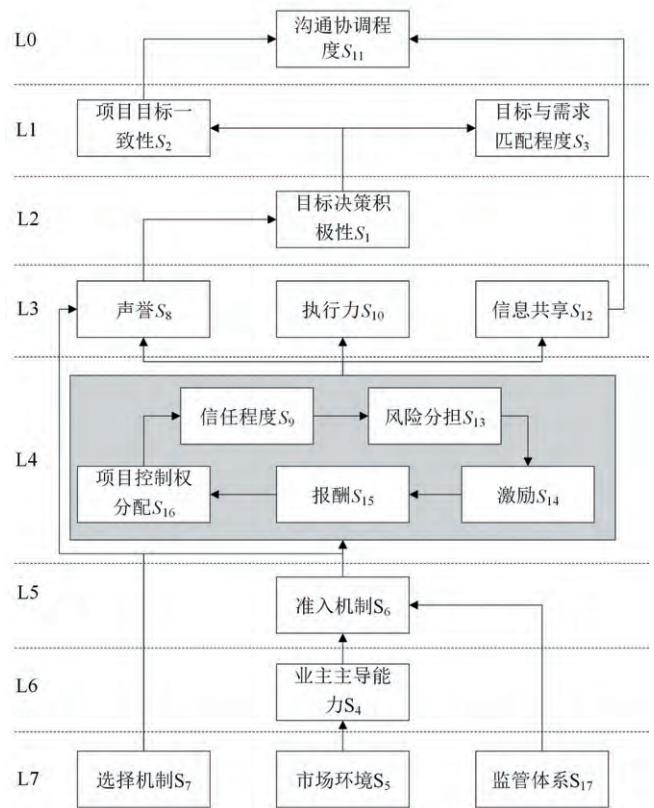 L0
沟通协调程
度S₁₁
L1
项目目标一
致性S₂
目标与需求
匹配程度S₃
L2
目标决策积
极性S₁
L3
声誉S₈
执行力S₁₀
信息共享S₁₂
L4
信任程度S₉
风险分担S₁₃
项目控制权
分配S₁₆
报酬S₁₅
激励S₁₄
L5
准入机制S₆
L6
业主主导能
力S₄
L7
选择机制S₇
市场环境S₅
监管体系S₁₇